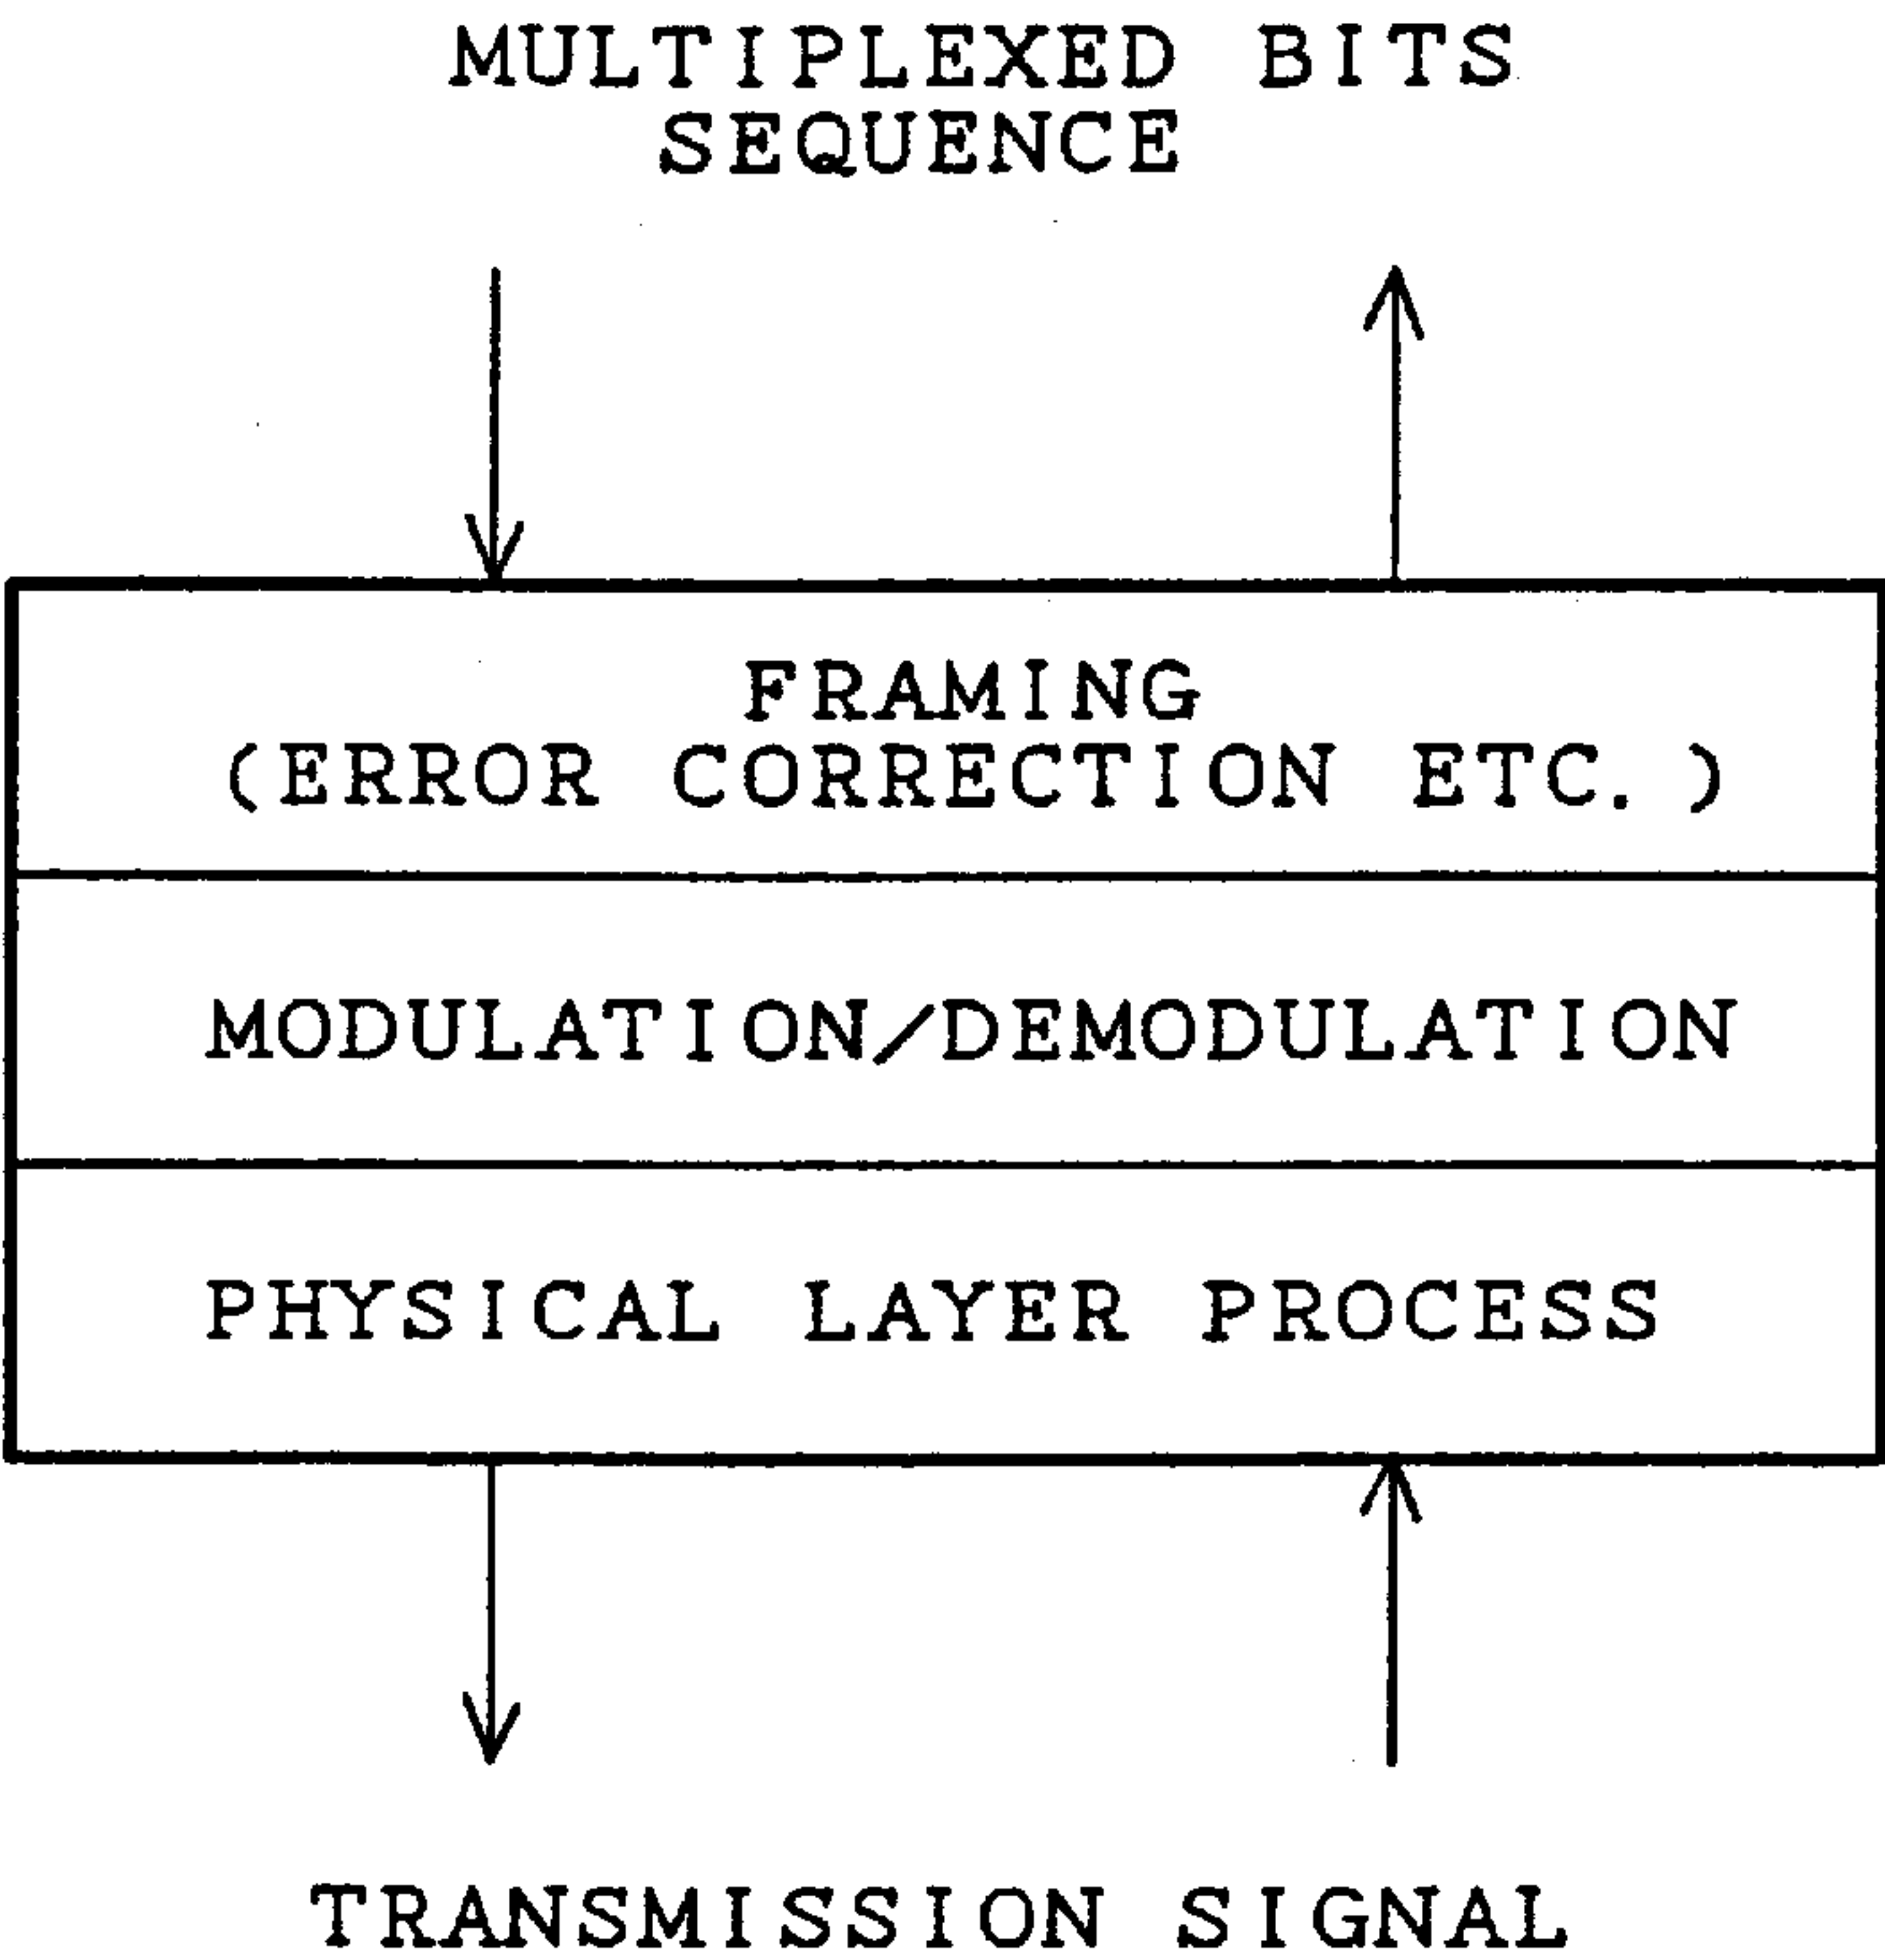 MULTIPLEXED BITS
SEQUENCE
FRAMING
(ERROR CORRECTION ETC. )
MODULATION/DEMODULATION
PHYSICAL LAYER PROCESS
TRANSMISSION SIGNAL